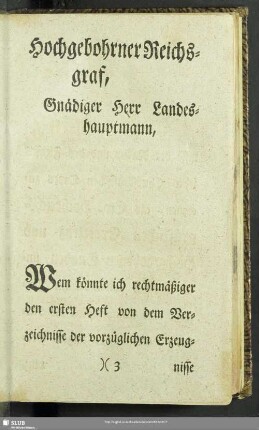 Hochgebohrner Reichs-
graf,
Gnädiger Herr Landes-
hauptmann,
Wem könnte ich rechtmäßiger
den ersten Heft von dem Ver-
zeichnisse der vorzüglichen Erzeug-
)( 3 nisse
SLUB